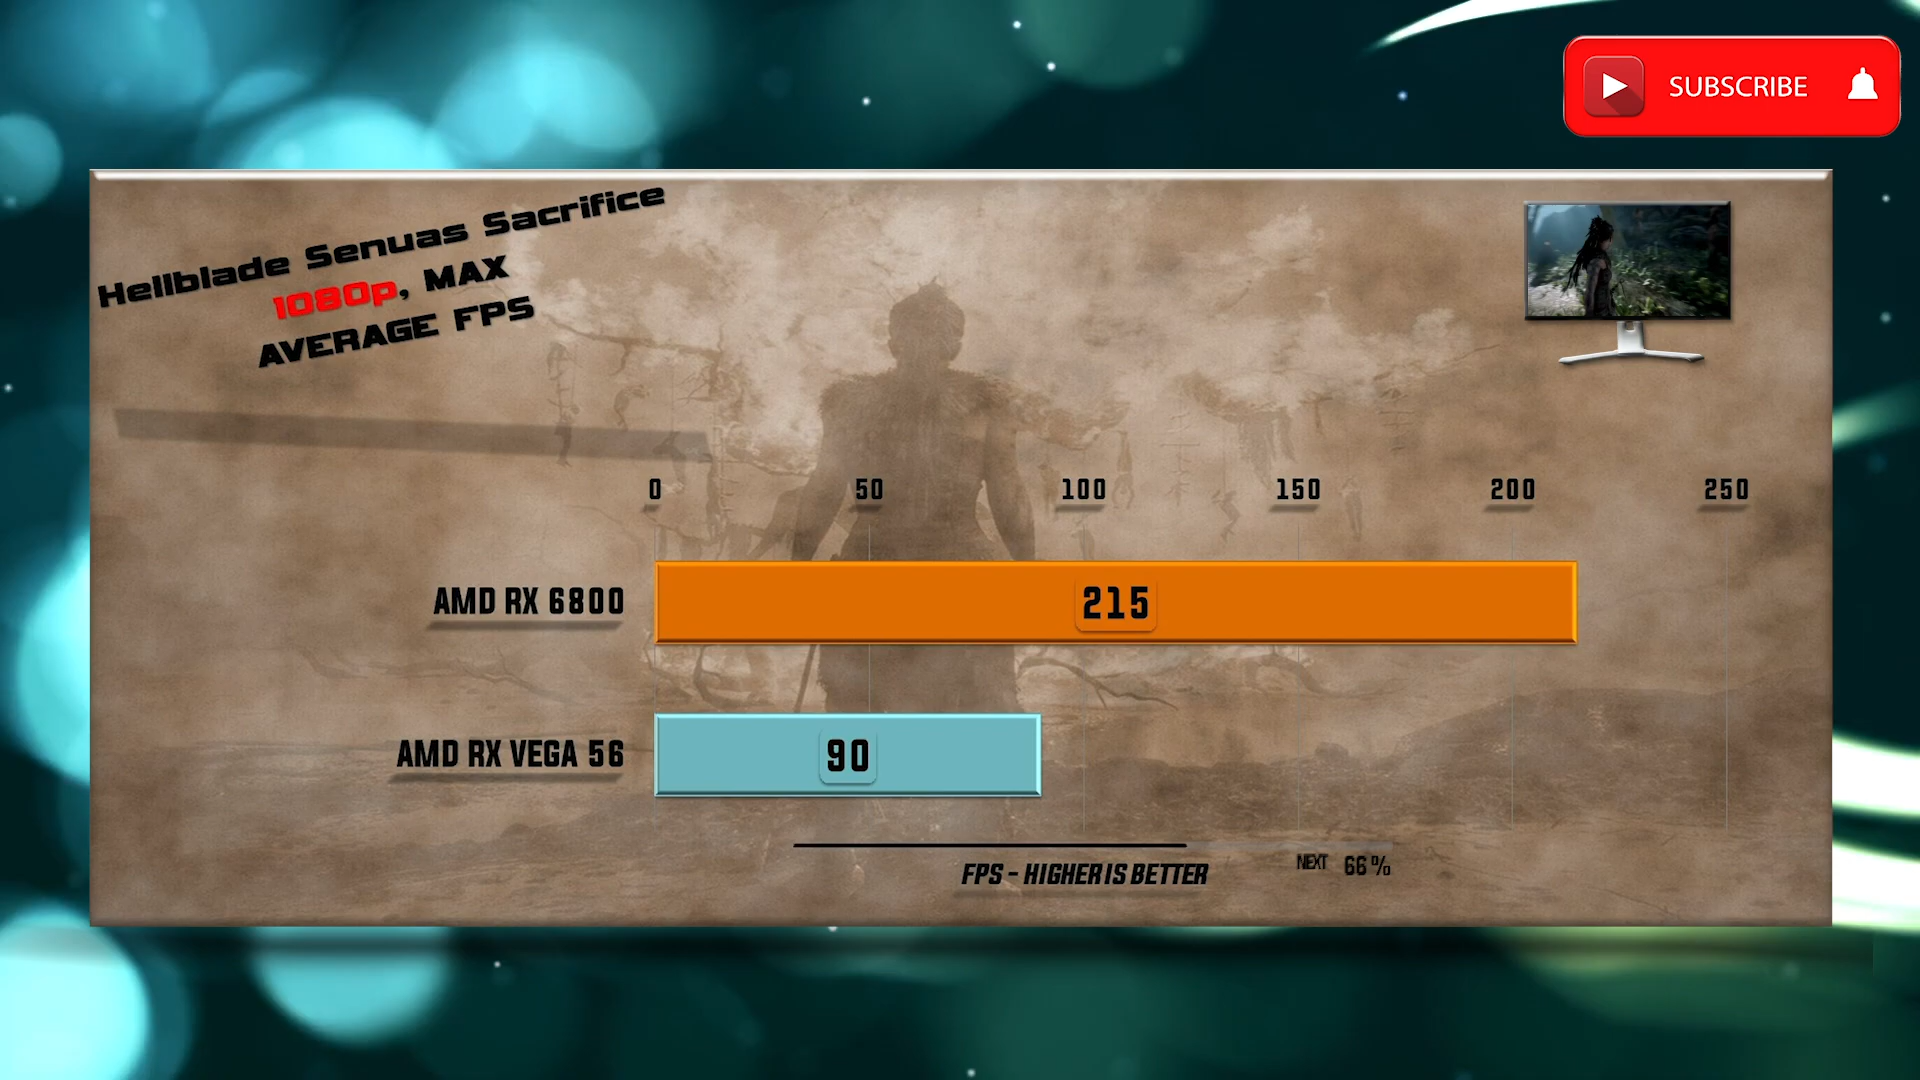 SUBSCRIBE
Hellblade Senuas Sacrifice
1080p, MAX
AVERAGE FPS
0 50 100 150 200 250
AMD RX 6800 215
AMD RX VEGA 56 90
FPS - HIGHER IS BETTER
NEXT 66%